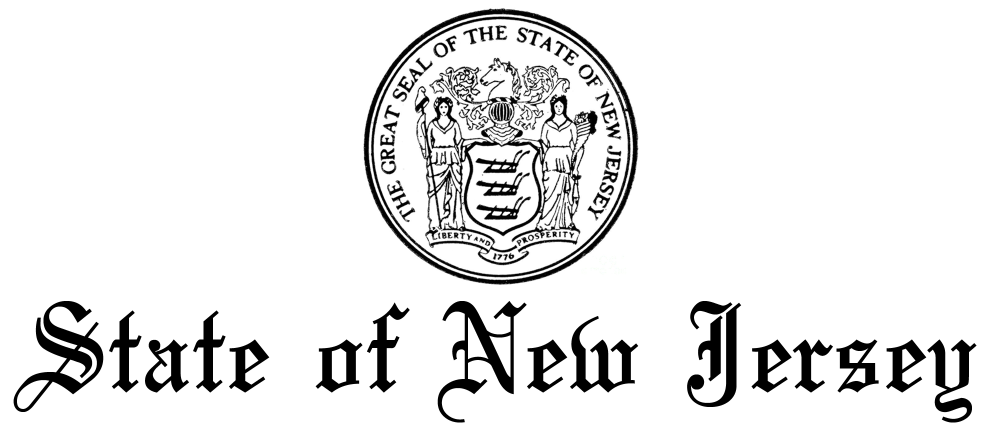 THE GREAT SEAL OF THE STATE OF NEW JERSEY
LIBERTY AND PROSPERITY
1776
State of New Jersey